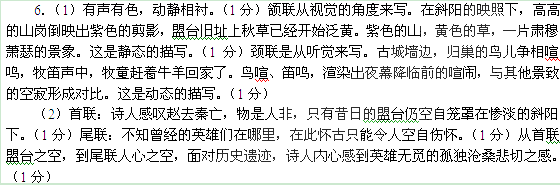 6.（1）有声有色，动静相衬。（1 分）颔联从视觉的角度来写。在斜阳的映照下，高高
的山岗倒映出紫色的剪影，盟台旧址上秋草已经开始泛黄。紫色的山，黄色的草，一片肃穆
萧瑟的景象。这是静态的描写。（1 分）颈联是从听觉来写。古城墙边，归巢的鸟儿争相喧
鸣，牧笛声中，牧童赶着牛羊回家了。鸟喧、笛鸣，渲染出夜幕降临前的喧闹，与其他景致
的空寂形成对比。这是动态的描写。（1 分）
（2）首联：诗人感叹赵去秦亡，物是人非，只有昔日的盟台仍空自笼罩在惨淡的斜阳
下。（1 分）尾联：不知曾经的英雄们在哪里，在此怀古只能令人空自伤怀。（1 分）从首联
盟台之空，到尾联人心之空，面对历史遗迹，诗人内心感到英雄无觅的孤独沧桑悲切之感。
（1 分）